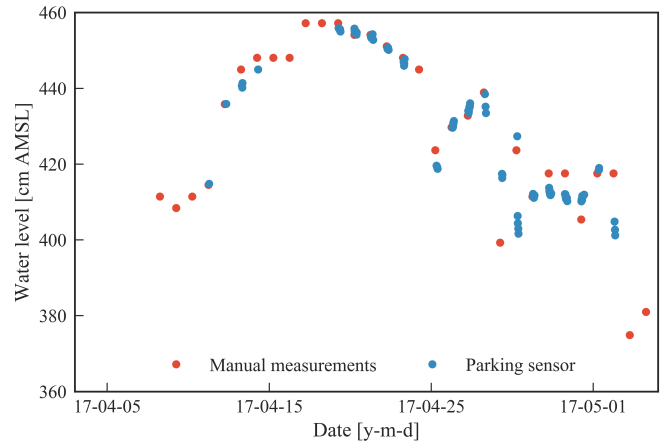 460
440
420
400
380
360
Water level [cm AMSL]
Manual measurements
Parking sensor
17-04-05
17-04-15
17-04-25
17-05-01
Date [y-m-d]